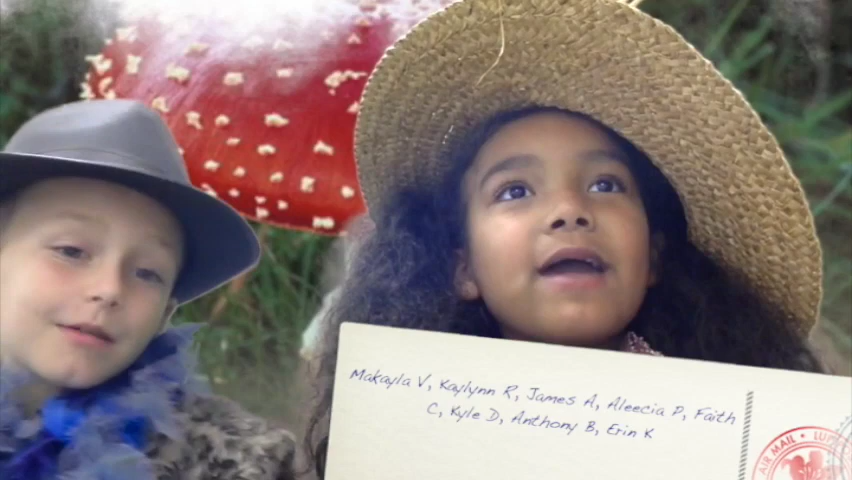 Makayla V, Kaylynn R, James A, Aleecia P, Faith
C, Kyle D, Anthony B, Erin K
AIR MAIL •